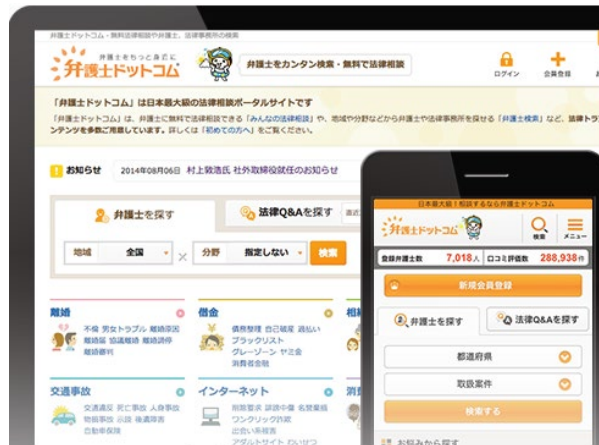 弁護士ドットコム - 無料法律相談や弁護士、法律事務所の検索
弁護士をもっと身近に
弁護士ドットコム
弁護士をカンタン検索・無料で法律相談
ログイン
会員登録
「弁護士ドットコム」は日本最大級の法律相談ポータルサイトです
「弁護士ドットコム」は、弁護士に無料で法律相談できる「みんなの法律相談」や、地域や分野などから弁護士や法律事務所を探せる「弁護士検索」など、法律トラ
ンテンツを多数ご用意しています。詳しくは「初めての方へ」をご覧ください。
お知らせ
2014年08月06日 村上敦浩氏 社外取締役就任のお知らせ
弁護士を探す
法律Q&Aを探す
地域 全国 × 分野 指定しない 検索
離婚
不倫 男女トラブル 離婚原因
離婚届 協議離婚 離婚調停
離婚審判
借金
債務整理 自己破産 過払い
ブラックリスト
グレーゾーン ヤミ金
消費者金融
相続
交通事故
交通違反 死亡事故 人身事故
物損事故 示談 後遺障害
自動車保険
インターネット
削除要求 誹謗中傷 名誉棄損
ワンクリック詐欺
出会い系被害
アダルトサイト わいせつ
消費
日本最大級！相談するなら弁護士ドットコム
弁護士ドットコム
検索
メニュー
登録弁護士数 7,018人 口コミ評価数 288,938件
新規会員登録
弁護士を探す
法律Q&Aを探す
都道府県
取扱案件
検索する
お悩みから探す